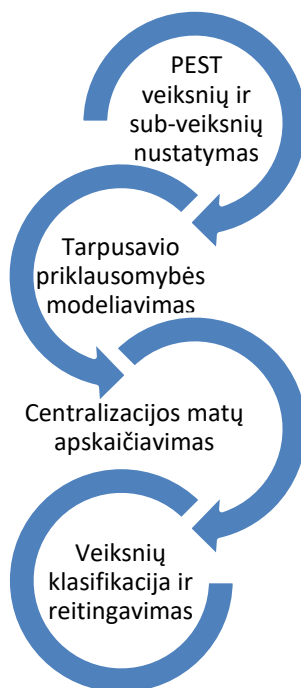 PEST
veiksnių ir
sub-veiksnių
nustatymas
Tarpusavio
priklausomybės
modeliavimas
Centralizacijos matų
apskaičiavimas
Veiksnių
klasifikacija ir
reitingavimas